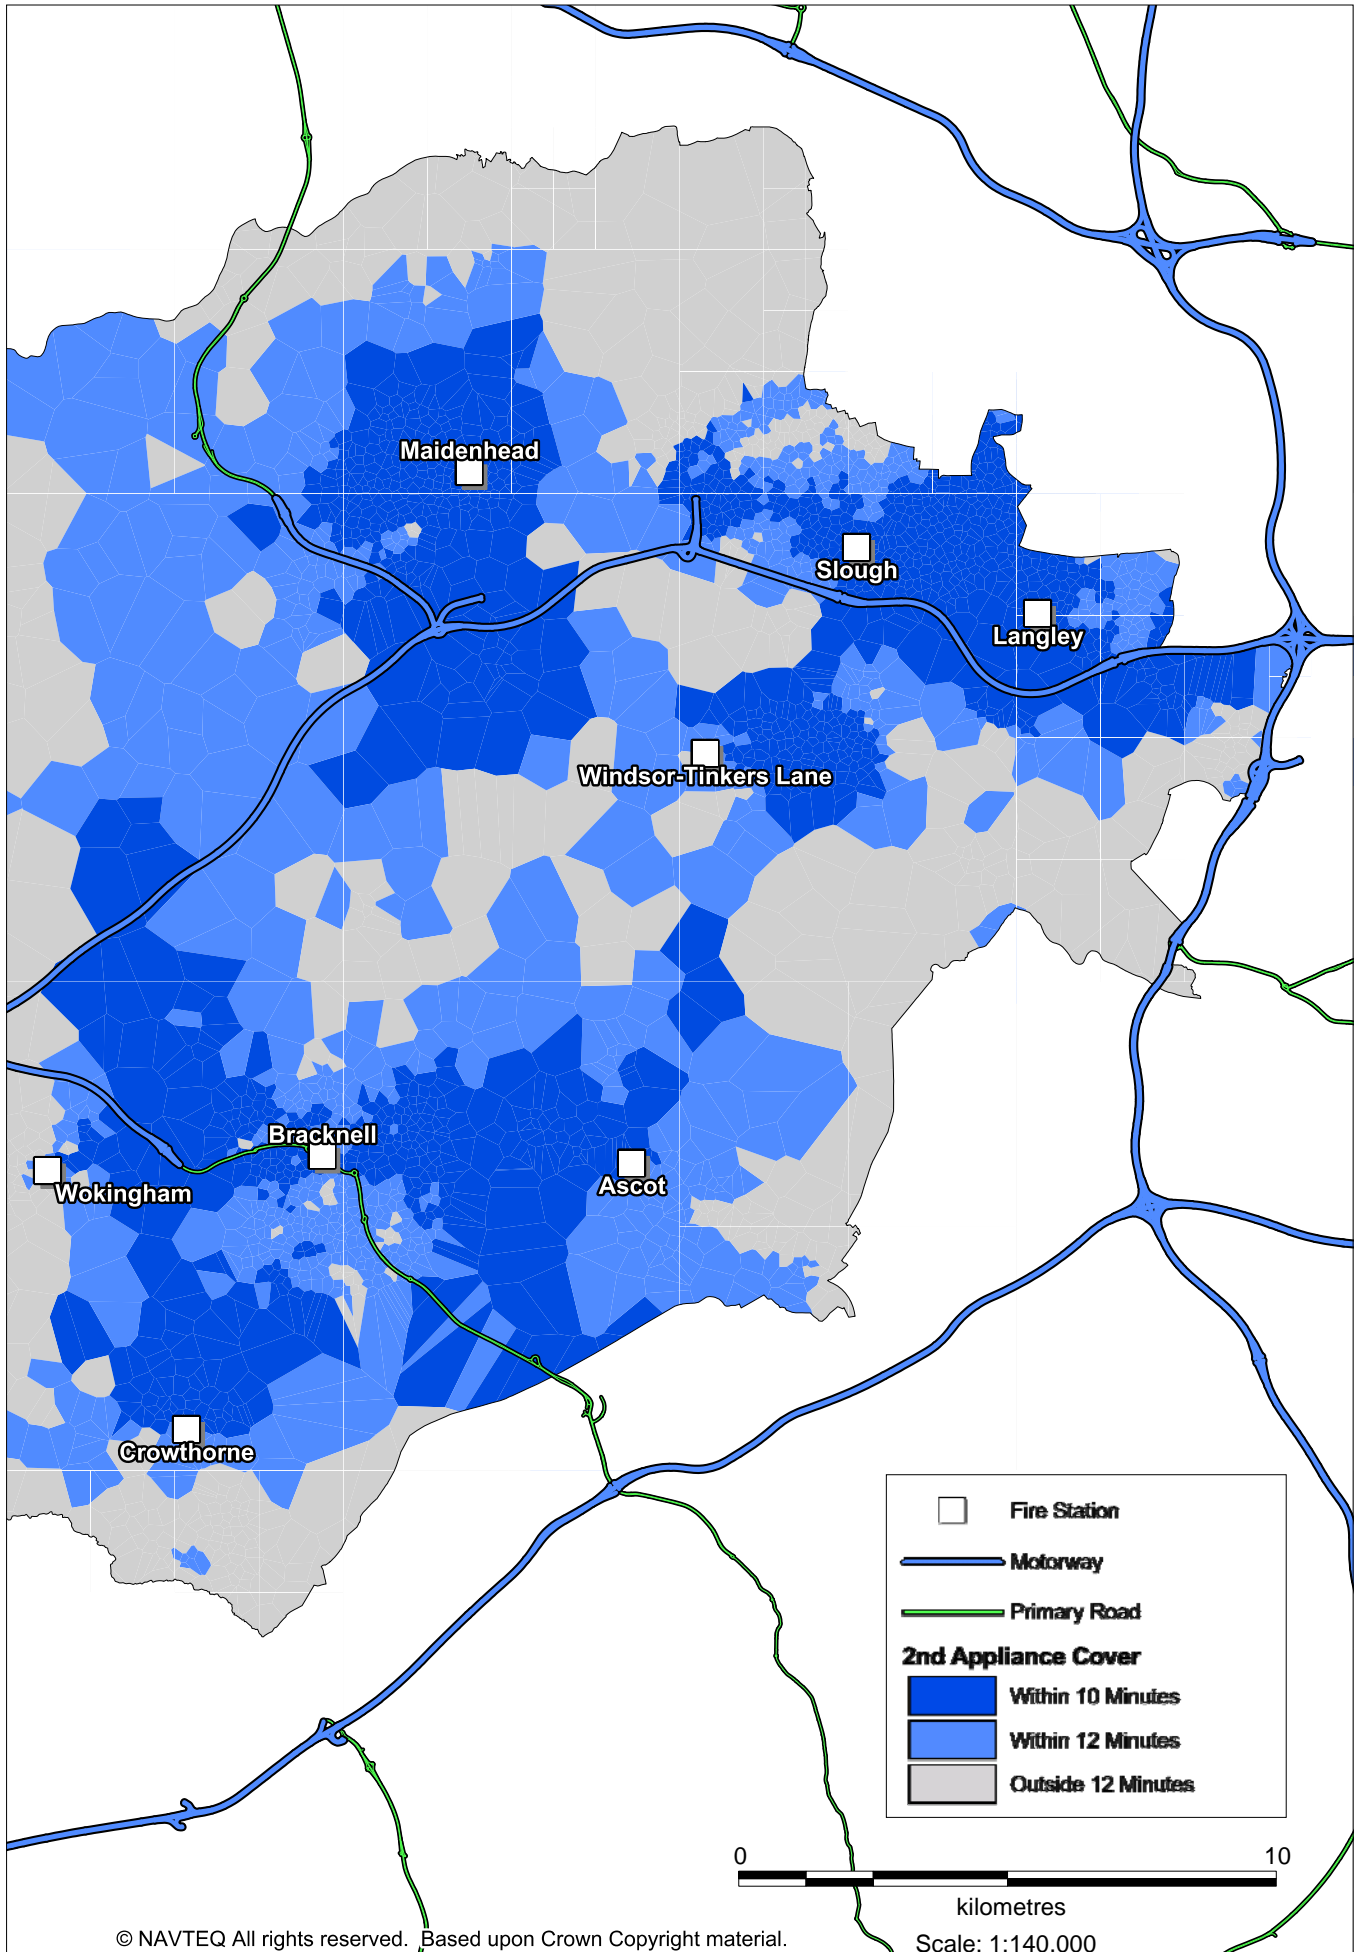 Maidenhead
Slough
Langley
Windsor-Tinkers Lane
Bracknell
Ascot
Wokingham
Crowthorne
Fire Station
Motorway
Primary Road
2nd Appliance Cover
Within 10 Minutes
Within 12 Minutes
Outside 12 Minutes
0 10
kilometres
Scale: 1:140,000
© NAVTEQ All rights reserved. Based upon Crown Copyright material.